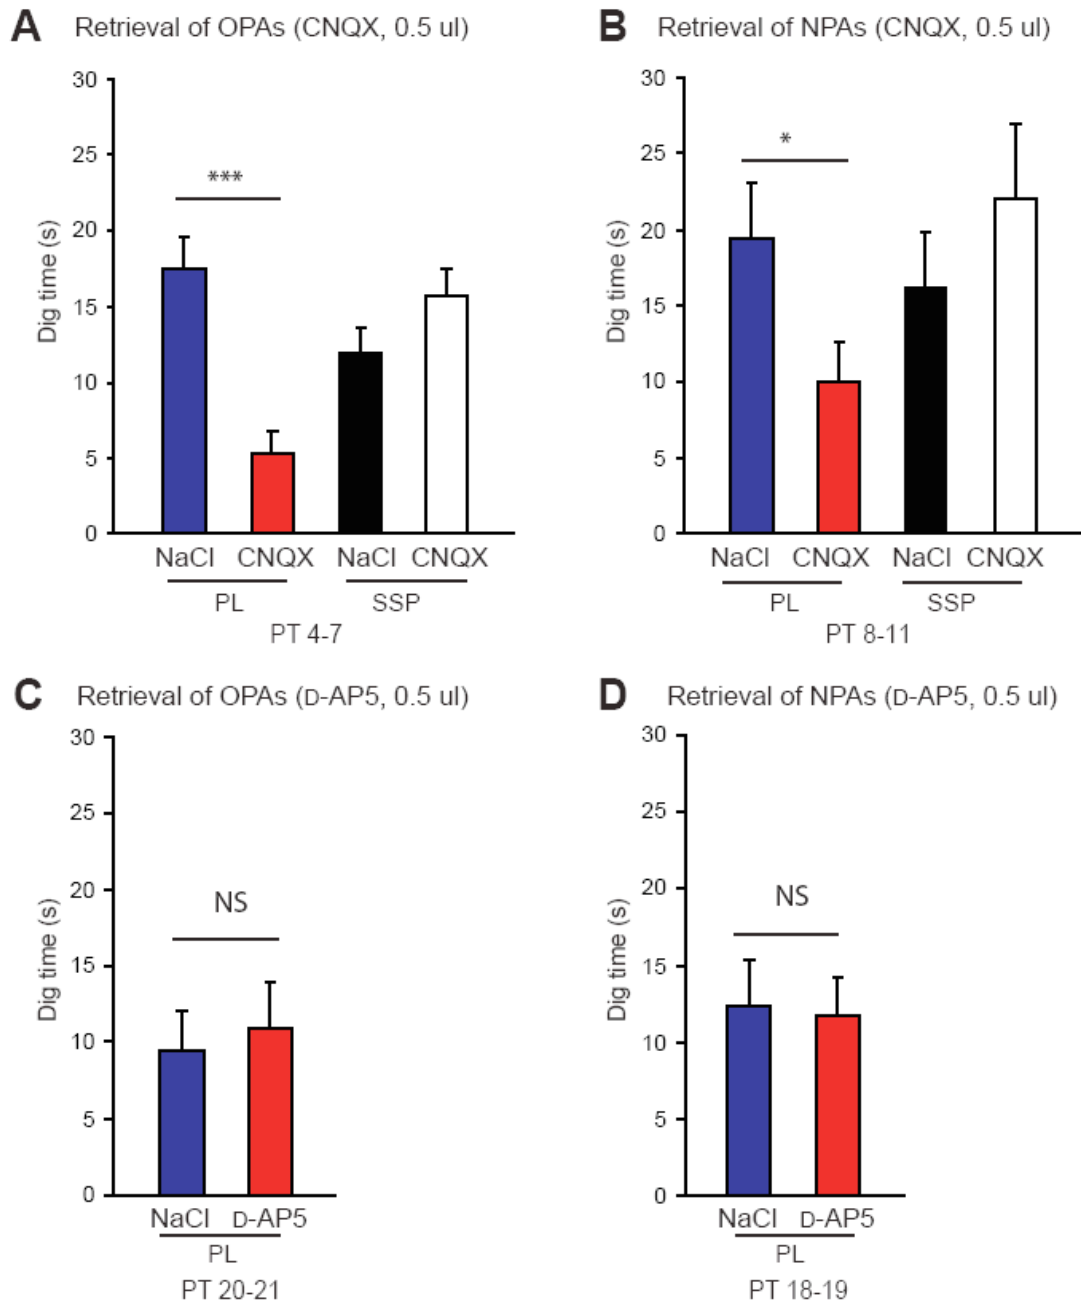 A Retrieval of OPAs (CNQX, 0.5 ul)
30
25
20
15
10
5
0
Dig time (s)
***
NaCl CNQX NaCl CNQX
PL SSP
PT 4-7
B Retrieval of NPAs (CNQX, 0.5 ul)
30
25
20
15
10
5
0
Dig time (s)
*
NaCl CNQX NaCl CNQX
PL SSP
PT 8-11
C Retrieval of OPAs (D-AP5, 0.5 ul)
30
25
20
15
10
5
0
Dig time (s)
NS
NaCl D-AP5
PL
PT 20-21
D Retrieval of NPAs (D-AP5, 0.5 ul)
30
25
20
15
10
5
0
Dig time (s)
NS
NaCl D-AP5
PL
PT 18-19